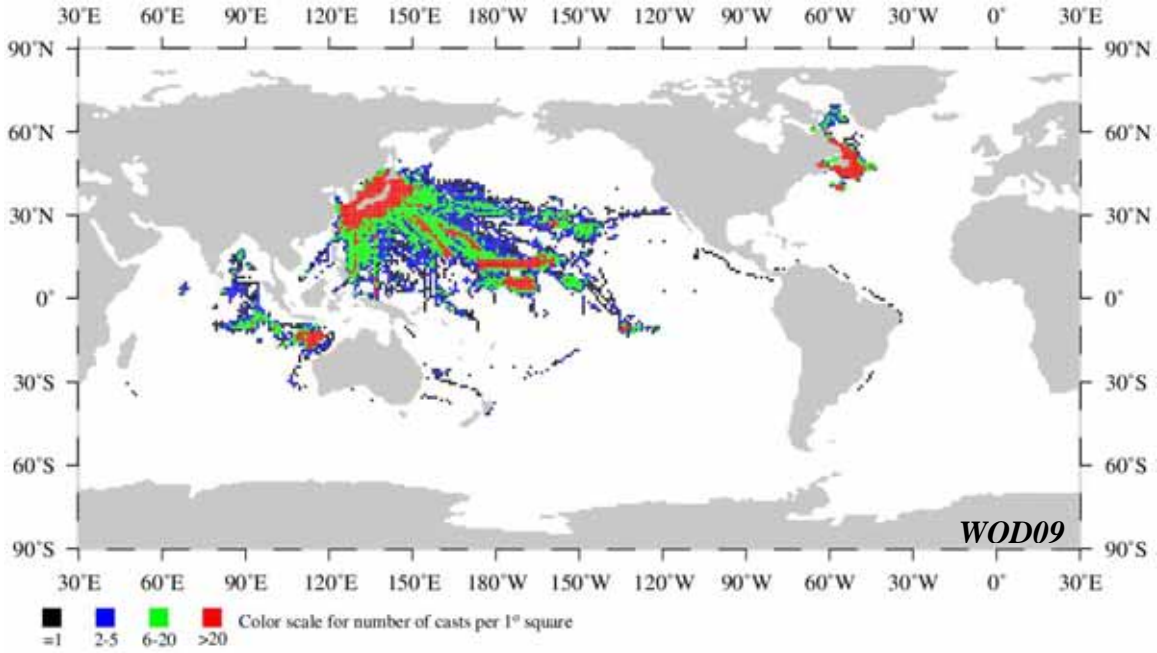 30˚E 60˚E 90˚E 120˚E 150˚E 180˚W 150˚W 120˚W 90˚W 60˚W 30˚W 0˚ 30˚E
90˚N 90˚N
60˚N 60˚N
30˚N 30˚N
0˚ 0˚
30˚S 30˚S
60˚S 60˚S
WOD09
90˚S 90˚S
30˚E 60˚E 90˚E 120˚E 150˚E 180˚W 150˚W 120˚W 90˚W 60˚W 30˚W 0˚ 30˚E
Color scale for number of casts per 1º square
=1 2-5 6-20 >20